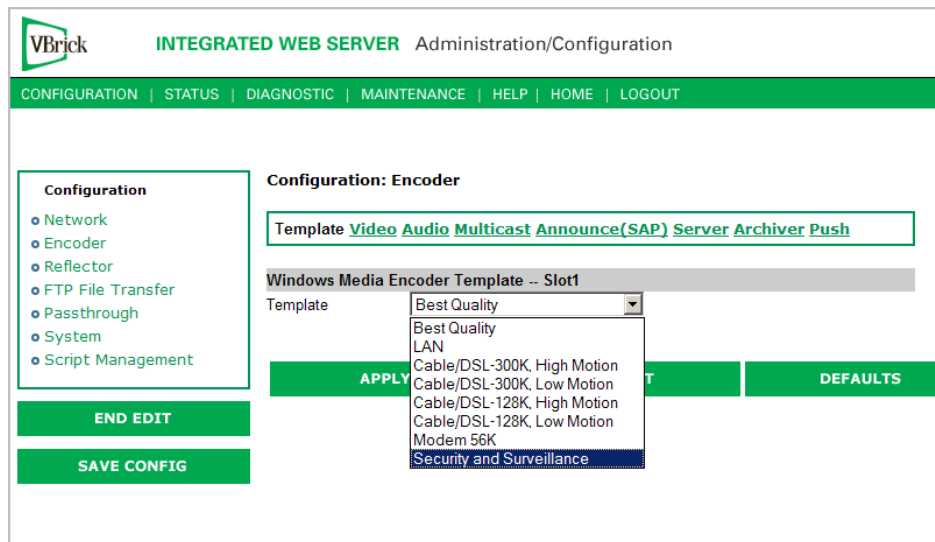 VBrick
INTEGRATED WEB SERVER Administration/Configuration
CONFIGURATION | STATUS | DIAGNOSTIC | MAINTENANCE | HELP | HOME | LOGOUT
Configuration
Network
Encoder
Reflector
FTP File Transfer
Passthrough
System
Script Management
END EDIT
SAVE CONFIG
Configuration: Encoder
Template Video Audio Multicast Announce(SAP) Server Archiver Push
Windows Media Encoder Template -- Slot1
Template Best Quality
Best Quality
LAN
Cable/DSL-300K, High Motion
Cable/DSL-300K, Low Motion
Cable/DSL-128K, High Motion
Cable/DSL-128K, Low Motion
Modem 56K
Security and Surveillance
APPLY T DEFAULTS